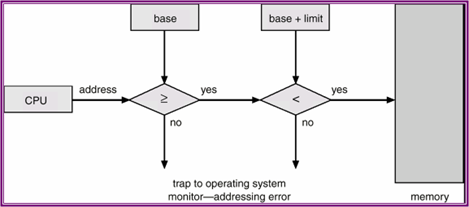 base
base + limit
address
yes
yes
CPU
≥
<
no
no
trap to operating system
monitor—addressing error
memory